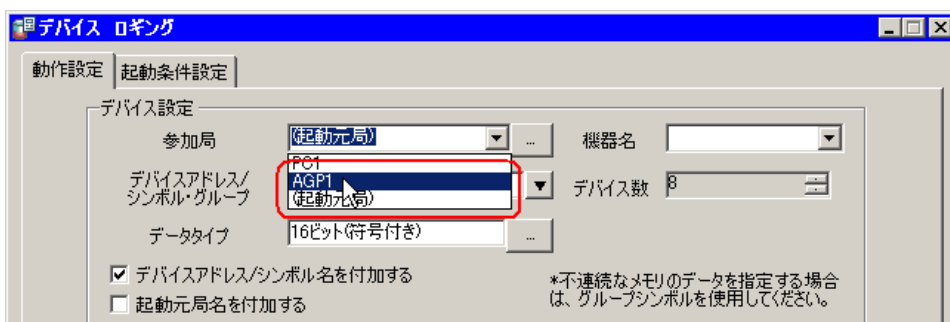 デバイス ロギング
動作設定 起動条件設定
デバイス設定
参加局 (起動元局) ... 機器名
PC1
AGP1
(起動元局)
デバイスアドレス/
シンボル・グループ
デバイス数 8
データタイプ 16ビット(符号付き) ...
デバイスアドレス/シンボル名を付加する
起動元局名を付加する
*不連続なメモリのデータを指定する場合
は、グループシンボルを使用してください。